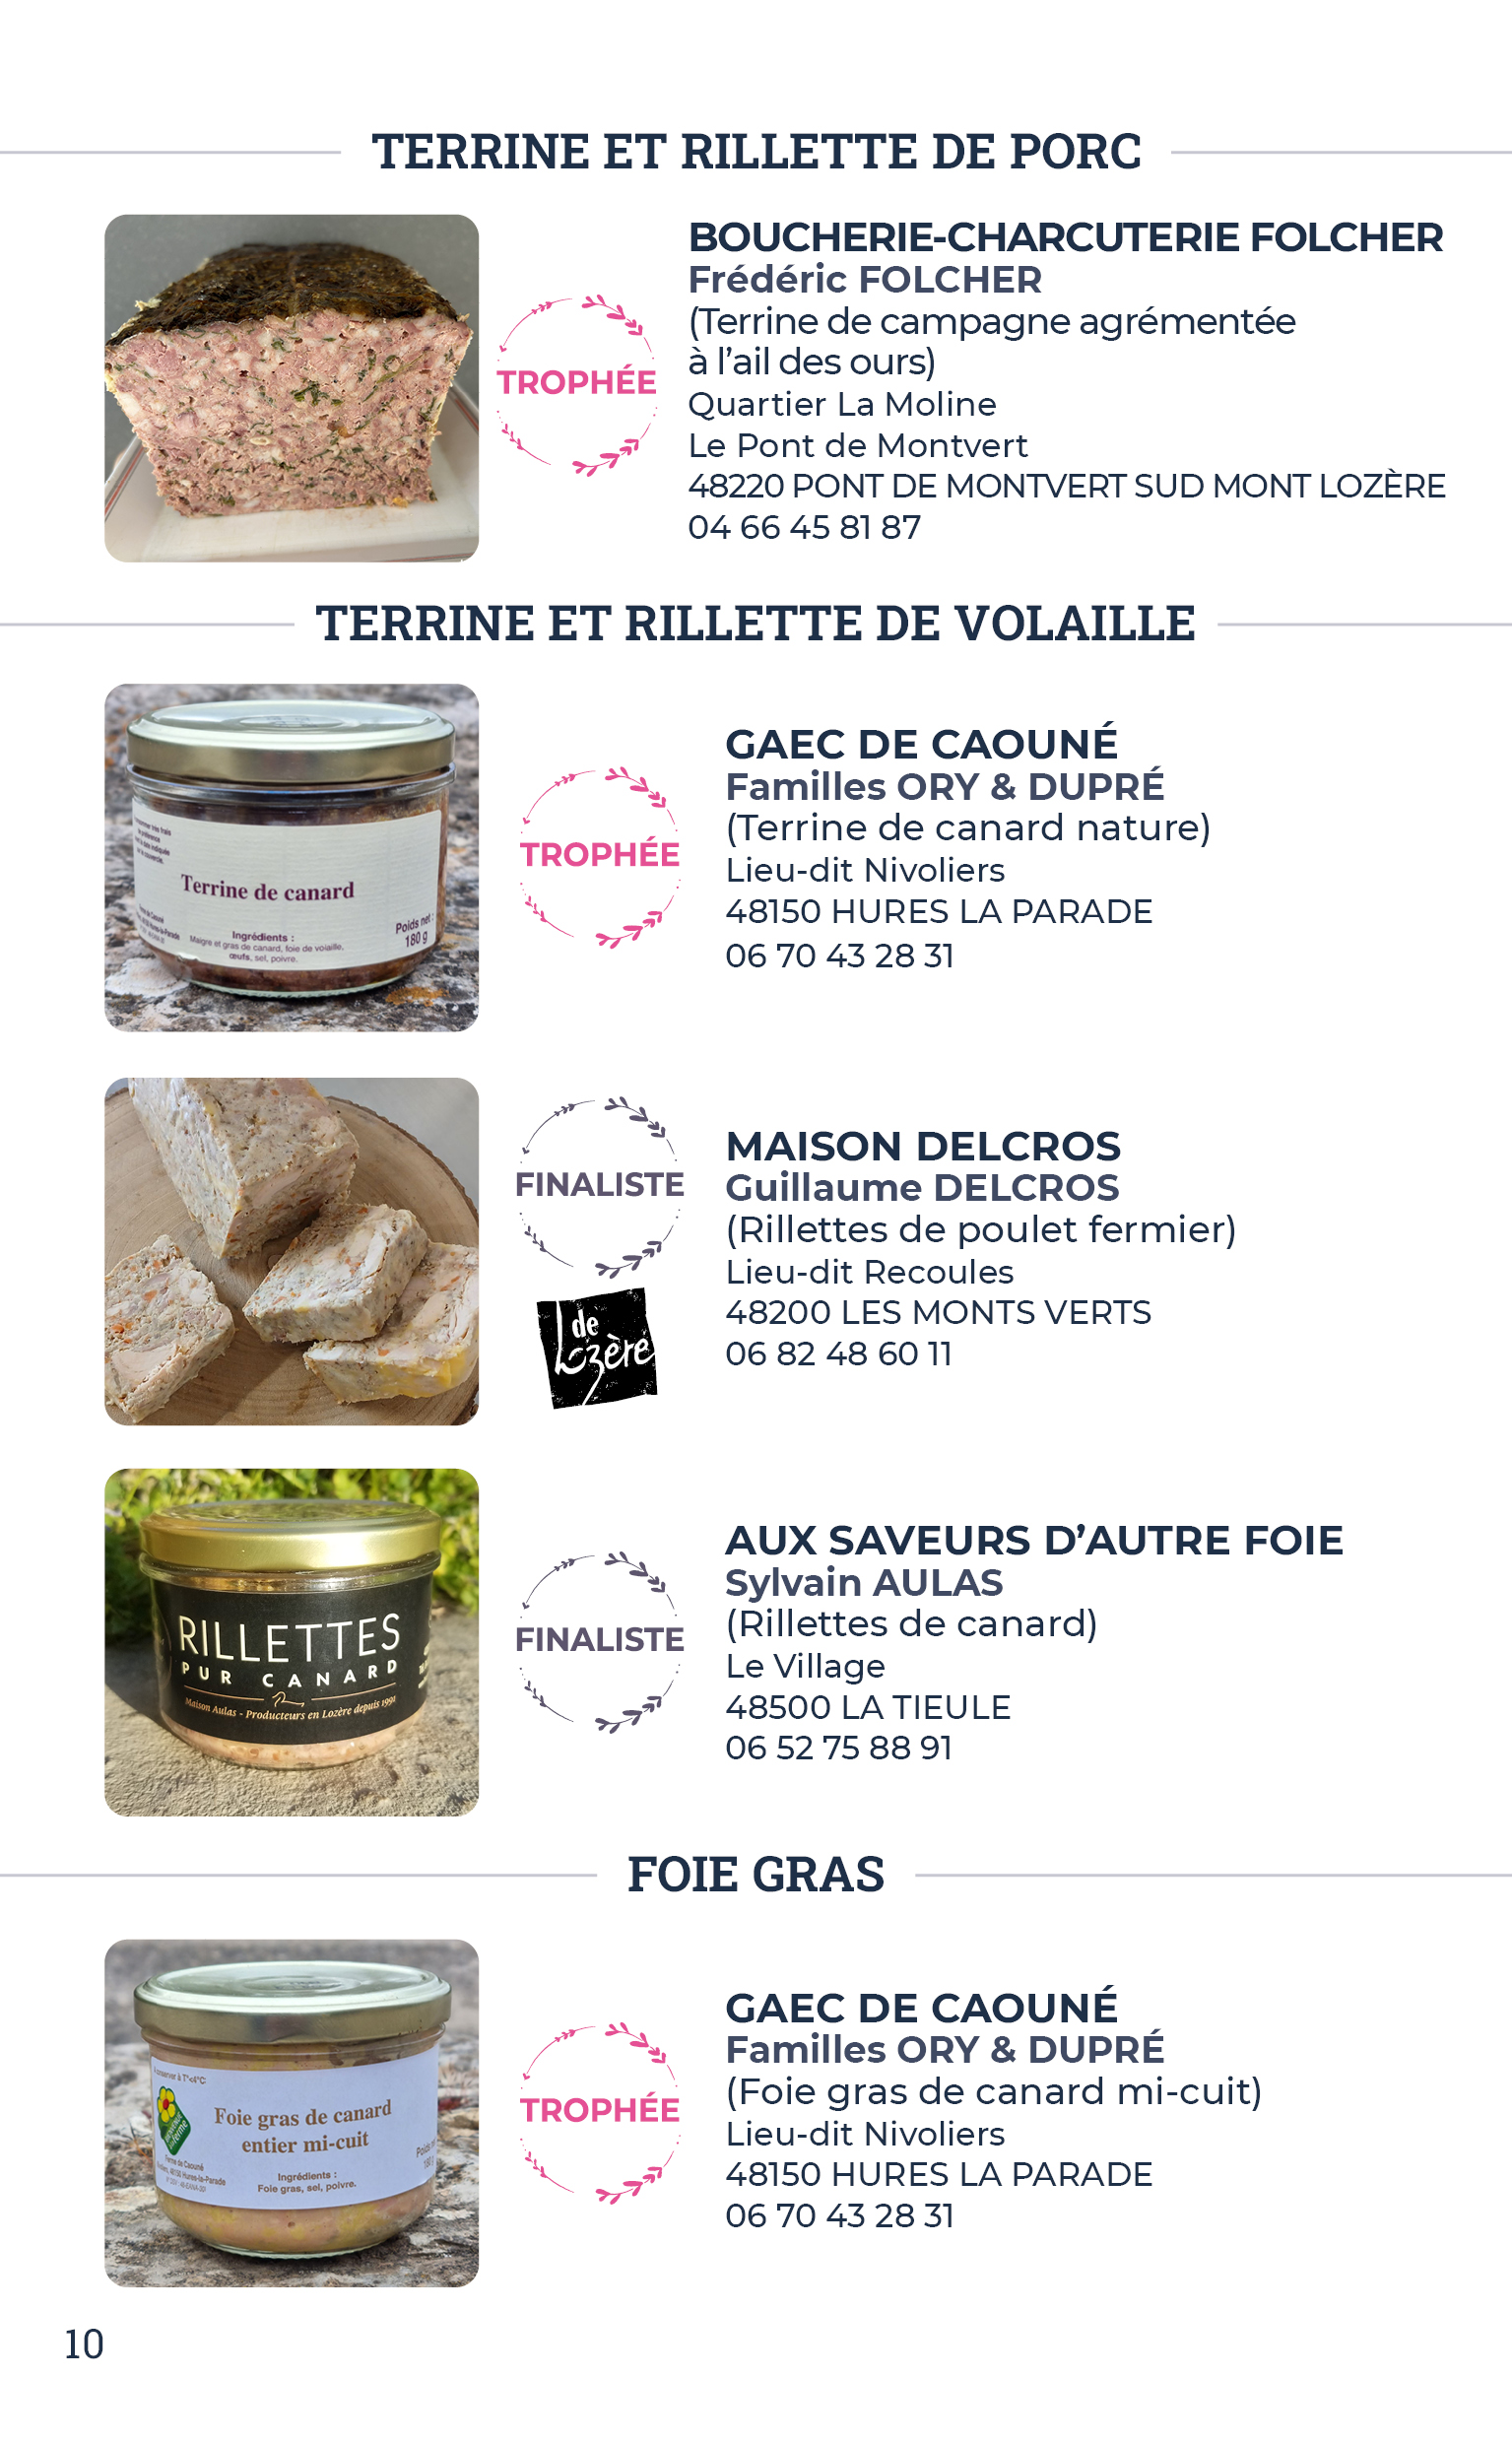 TERRINE ET RILLETTE DE PORC
TROPHÉE
BOUCHERIE-CHARCUTERIE FOLCHER
Frédéric FOLCHER
(Terrine de campagne agrémentée
à l’ail des ours)
Quartier La Moline
Le Pont de Montvert
48220 PONT DE MONTVERT SUD MONT LOZÈRE
04 66 45 81 87
TERRINE ET RILLETTE DE VOLAILLE
Terrine de canard
Poids net :
180 g
Ingrédients :
Maigre et gras de canard, foie de volaille,
œufs, sel, poivre.
TROPHÉE
GAEC DE CAOUNÉ
Familles ORY & DUPRÉ
(Terrine de canard nature)
Lieu-dit Nivoliers
48150 HURES LA PARADE
06 70 43 28 31
FINALISTE
de
Lozère
MAISON DELCROS
Guillaume DELCROS
(Rillettes de poulet fermier)
Lieu-dit Recoules
48200 LES MONTS VERTS
06 82 48 60 11
RILLETTES
PUR CANARD
Maison Aulas - Producteurs en Lozère depuis 1991
FINALISTE
AUX SAVEURS D’AUTRE FOIE
Sylvain AULAS
(Rillettes de canard)
Le Village
48500 LA TIEULE
06 52 75 88 91
FOIE GRAS
Foie gras de canard
entier mi-cuit
Ingrédients :
Foie gras, sel, poivre.
TROPHÉE
GAEC DE CAOUNÉ
Familles ORY & DUPRÉ
(Foie gras de canard mi-cuit)
Lieu-dit Nivoliers
48150 HURES LA PARADE
06 70 43 28 31
10